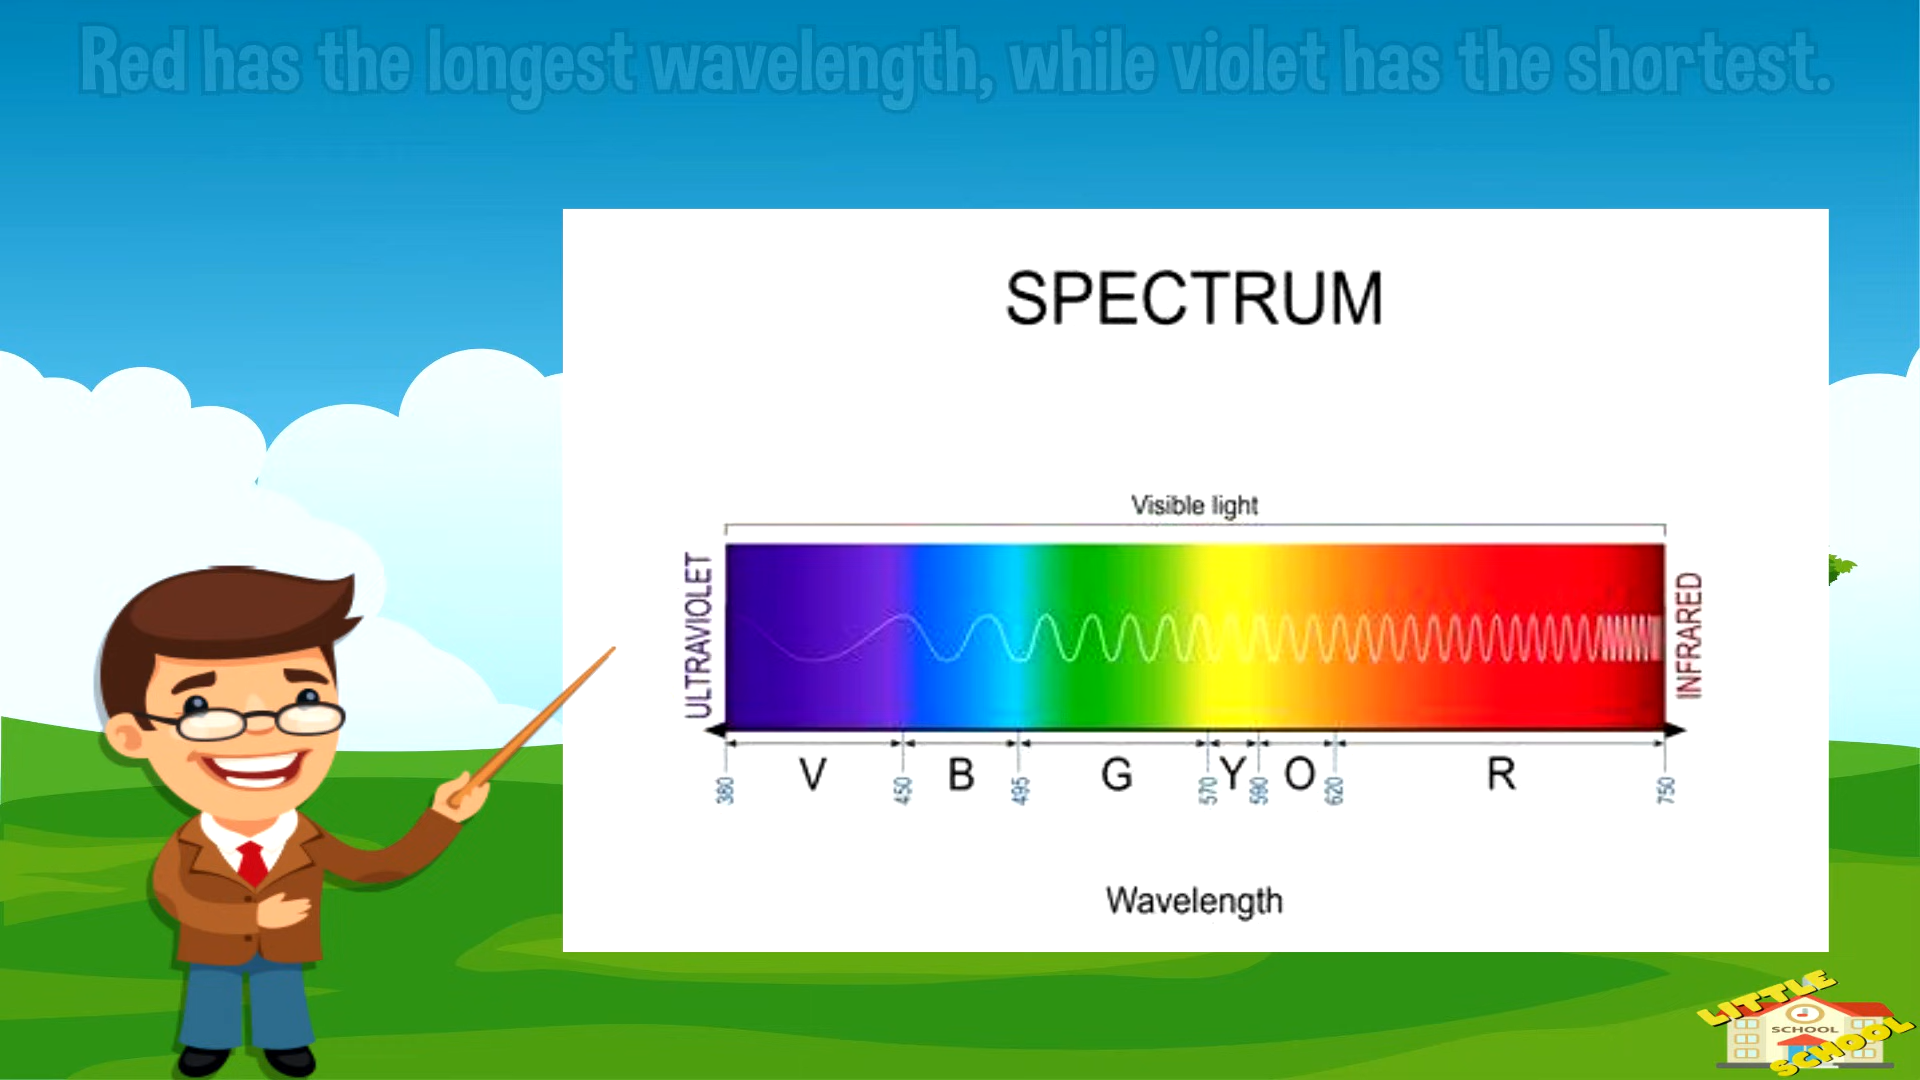 Red has the longest wavelength, while violet has the shortest.
SPECTRUM
Visible light
ULTRAVIOLET
INFRARED
V B G Y O R
380 450 495 570 590 620 750
Wavelength
LITTLE
SCHOOL
SCHOOL